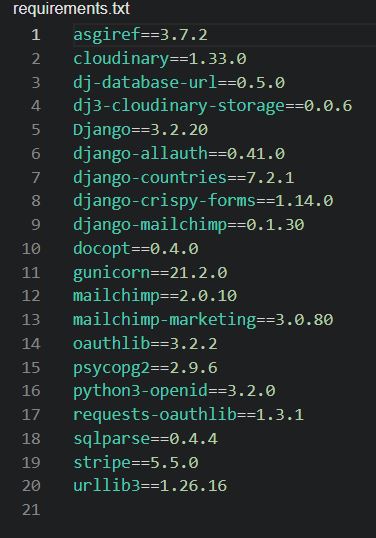 requirements.txt
1 asgiref==3.7.2
2 cloudinary==1.33.0
3 dj-database-url==0.5.0
4 dj3-cloudinary-storage==0.0.6
5 Django==3.2.20
6 django-allauth==0.41.0
7 django-countries==7.2.1
8 django-crispy-forms==1.14.0
9 django-mailchimp==0.1.30
10 docopt==0.4.0
11 gunicorn==21.2.0
12 mailchimp==2.0.10
13 mailchimp-marketing==3.0.80
14 oauthlib==3.2.2
15 psycopg2==2.9.6
16 python3-openid==3.2.0
17 requests-oauthlib==1.3.1
18 sqlparse==0.4.4
19 stripe==5.5.0
20 urllib3==1.26.16
21